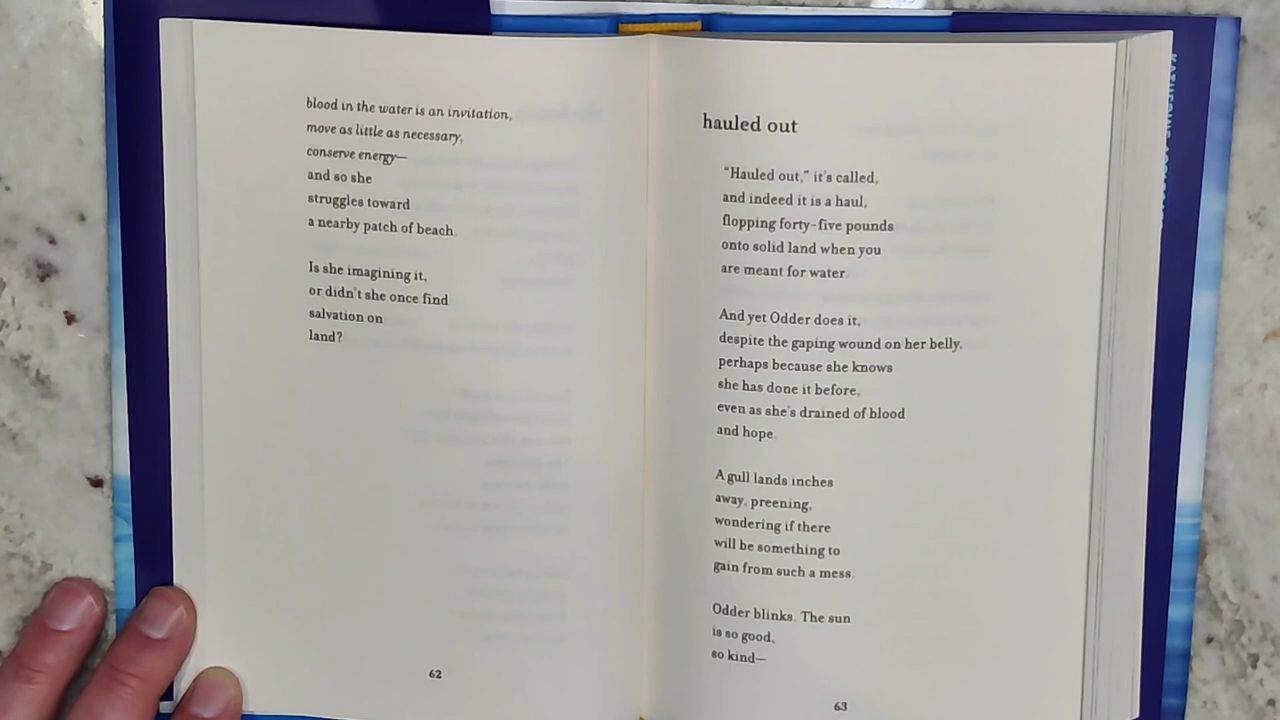 blood in the water is an invitation,
move as little as necessary,
conserve energy—
and so she
struggles toward
a nearby patch of beach.
Is she imagining it,
or didn't she once find
salvation on
land?
62
hauled out
“Hauled out,” it's called,
and indeed it is a haul,
flopping forty-five pounds
onto solid land when you
are meant for water.
And yet Odder does it,
despite the gaping wound on her belly,
perhaps because she knows
she has done it before,
even as she's drained of blood
and hope.
A gull lands inches
away, preening,
wondering if there
will be something to
gain from such a mess.
Odder blinks. The sun
is so good,
so kind—
63